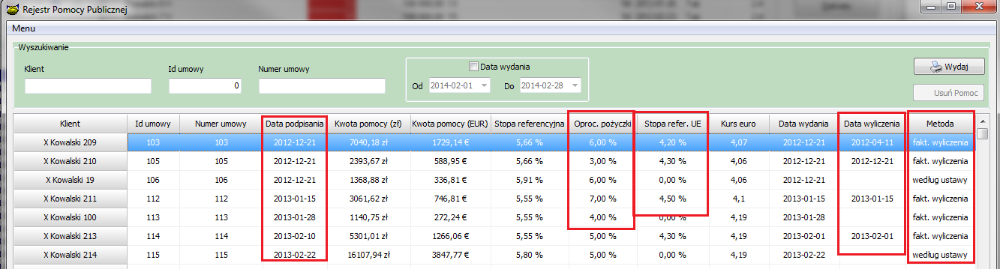 Rejestr Pomocy Publicznej
Menu
Wyszukiwanie
Klient Id umowy Numer umowy Data wydania
0 Od 2014-02-01 Do 2014-02-28
Wydaj
Usuń Pomoc
Klient Id umowy Numer umowy Data podpisania Kwota pomocy (zł) Kwota pomocy (EUR) Stopa referencyjna Oproc. pożyczki Stopa refer. UE Kurs euro Data wydania Data wyliczenia Metoda
X Kowalski 209 103 103 2012-12-21 7040,18 zł 1729,14 € 5,66 % 6,00 % 4,20 % 4,07 2012-12-21 2012-04-11 fakt. wyliczenia
X Kowalski 210 105 105 2012-12-21 2393,67 zł 588,95 € 5,66 % 3,00 % 4,30 % 4,06 2012-12-21 2012-12-21 fakt. wyliczenia
X Kowalski 19 106 106 2012-12-21 1368,88 zł 336,81 € 5,91 % 6,00 % 0,00 % 4,06 2012-12-21 według ustawy
X Kowalski 211 112 112 2013-01-15 3061,62 zł 746,81 € 5,55 % 7,00 % 4,50 % 4,1 2013-01-15 2013-01-15 fakt. wyliczenia
X Kowalski 100 113 113 2013-01-28 1140,75 zł 272,24 € 5,55 % 4,00 % 0,00 % 4,19 2013-01-28 fakt. wyliczenia
X Kowalski 213 114 114 2013-02-10 5301,01 zł 1266,06 € 5,55 % 5,00 % 4,30 % 4,19 2013-02-01 2013-02-01 fakt. wyliczenia
X Kowalski 214 115 115 2013-02-22 16107,94 zł 3847,77 € 5,80 % 5,00 % 0,00 % 4,19 2013-02-22 według ustawy